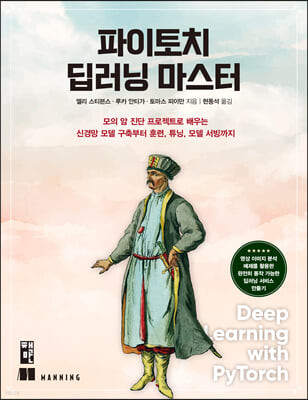 파이토치
딥러닝 마스터
엘리 스티븐스 · 루카 안티가 · 토마스 피이만 지음 | 현동석 옮김
모의 암 진단 프로젝트로 배우는
신경망 모델 구축부터 훈련, 튜닝, 모델 서빙까지
★★★★★
영상 이미지 분석
예제를 활용한
완전히 동작 가능한
딥러닝 서비스
만들기
Deep
Learning
with
PyTorch
책만
MANNING